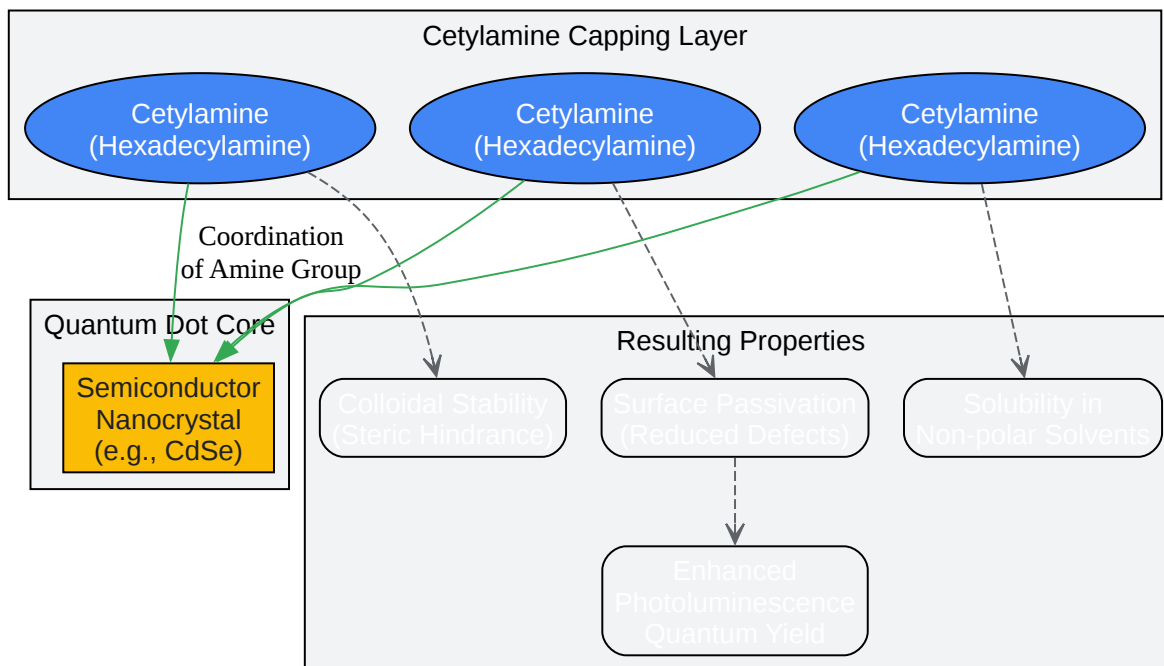 Cetylamine Capping Layer
Cetylamine
(Hexadecylamine)
Cetylamine
(Hexadecylamine)
Cetylamine
(Hexadecylamine)
Coordination
of Amine Group
Quantum Dot Core
Semiconductor
Nanocrystal
(e.g., CdSe)
Resulting Properties
Colloidal Stability
(Steric Hindrance)
Surface Passivation
(Reduced Defects)
Solubility in
Non-polar Solvents
Enhanced
Photoluminescence
Quantum Yield